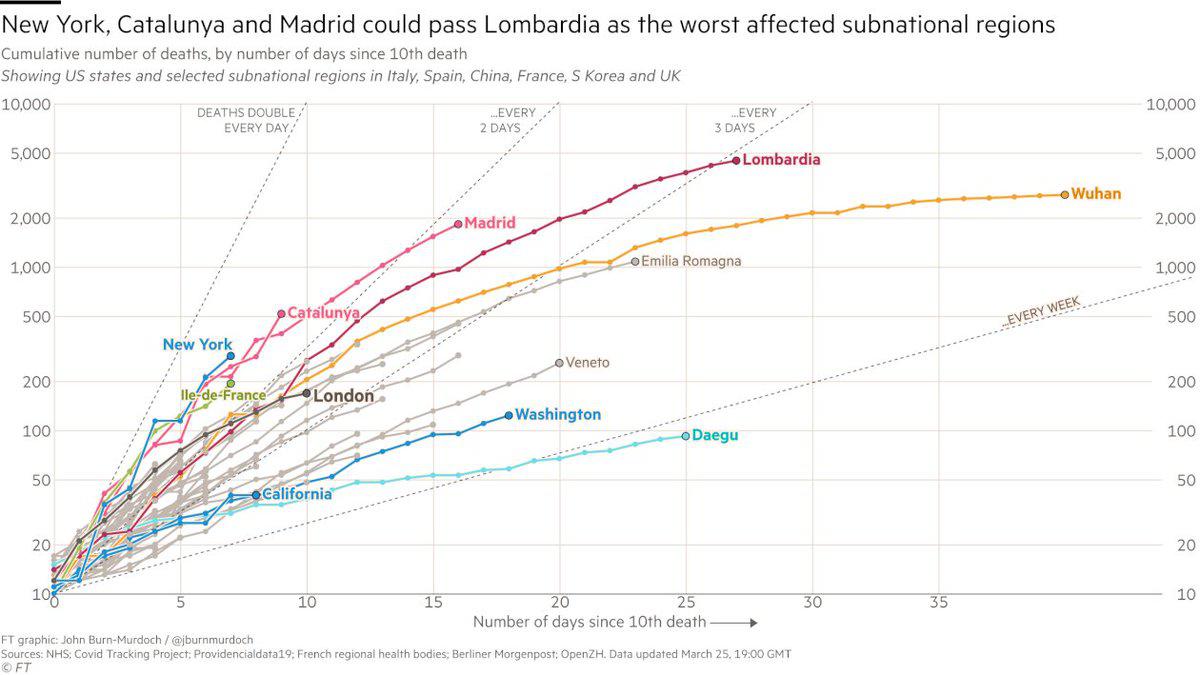 New York, Catalunya and Madrid could pass Lombardia as the worst affected subnational regions
Cumulative number of deaths, by number of days since 10th death
Showing US states and selected subnational regions in Italy, Spain, China, France, S Korea and UK
10,000
5,000
2,000
1,000
500
200
100
50
20
10
DEATHS DOUBLE
EVERY DAY
...EVERY
2 DAYS
...EVERY
3 DAYS
...EVERY WEEK
Lombardia
Wuhan
Madrid
Emilia Romagna
Catalunya
New York
Veneto
Ile-de-France
London
Washington
Daegu
California
10,000
5,000
2,000
1,000
500
200
100
50
20
10
0
5
10
15
20
25
30
35
Number of days since 10th death
FT graphic: John Burn-Murdoch / @jburnmurdoch
Sources: NHS; Covid Tracking Project; Providencialdata19; French regional health bodies; Berliner Morgenpost; OpenZH. Data updated March 25, 19:00 GMT
© FT